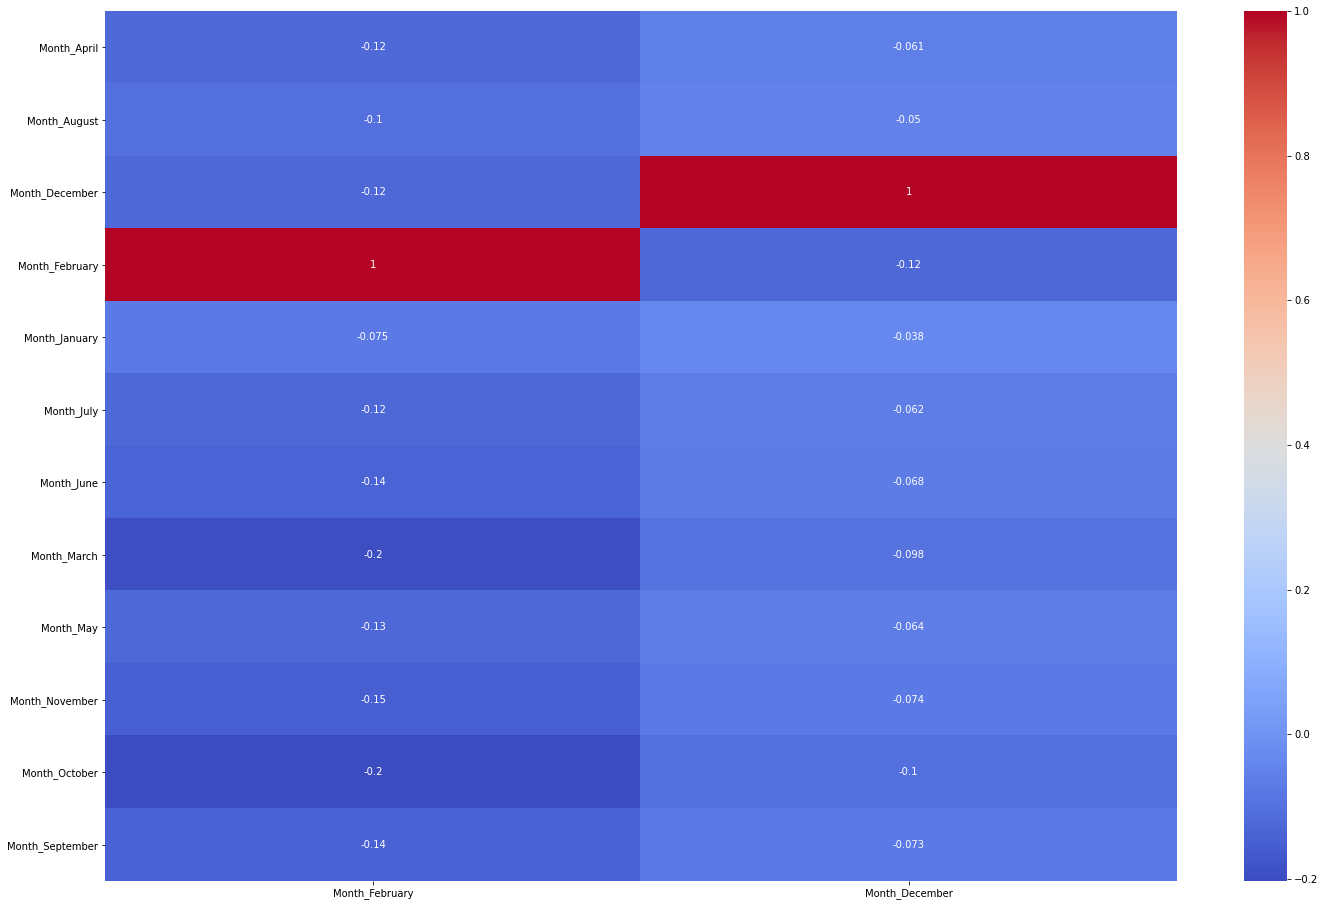 1.0
Month_April -0.12 -0.061
Month_August -0.1 -0.05
0.8
Month_December -0.12 1
Month_February 1 -0.12
0.6
Month_January -0.075 -0.038
Month_July -0.12 -0.062
0.4
Month_June -0.14 -0.068
Month_March -0.2 -0.098
0.2
Month_May -0.13 -0.064
Month_November -0.15 -0.074
0.0
Month_October -0.2 -0.1
Month_September -0.14 -0.073
−0.2
Month_February Month_December